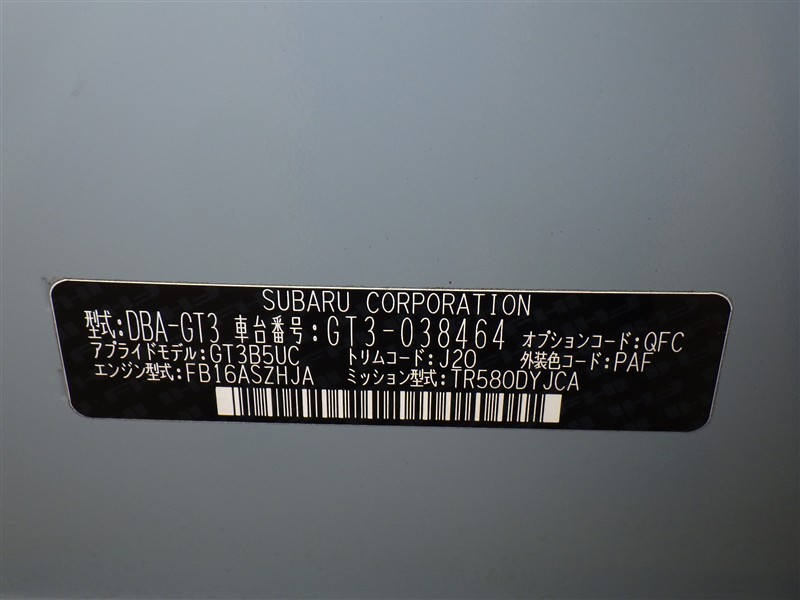 SUBARU CORPORATION
型式:DBA-GT3 車台番号:GT3-038464 オプションコード:QFC
アプライドモデル:GT3B5UC トリムコード:J20 外装色コード:PAF
エンジン型式:FB16ASZHJA ミッション型式:TR580DYJCA